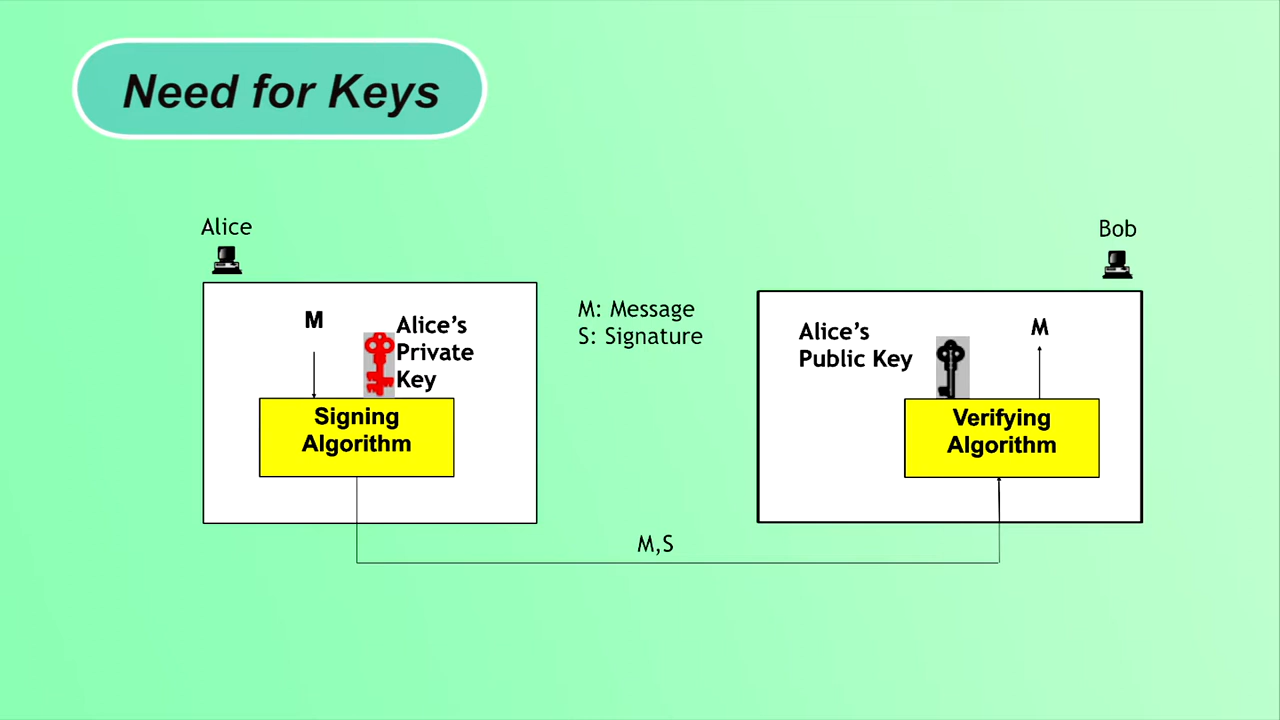 Need for Keys
Alice
Bob
M
Alice's
Private
Key
Signing
Algorithm
M: Message
S: Signature
Alice's
Public Key
M
Verifying
Algorithm
M,S